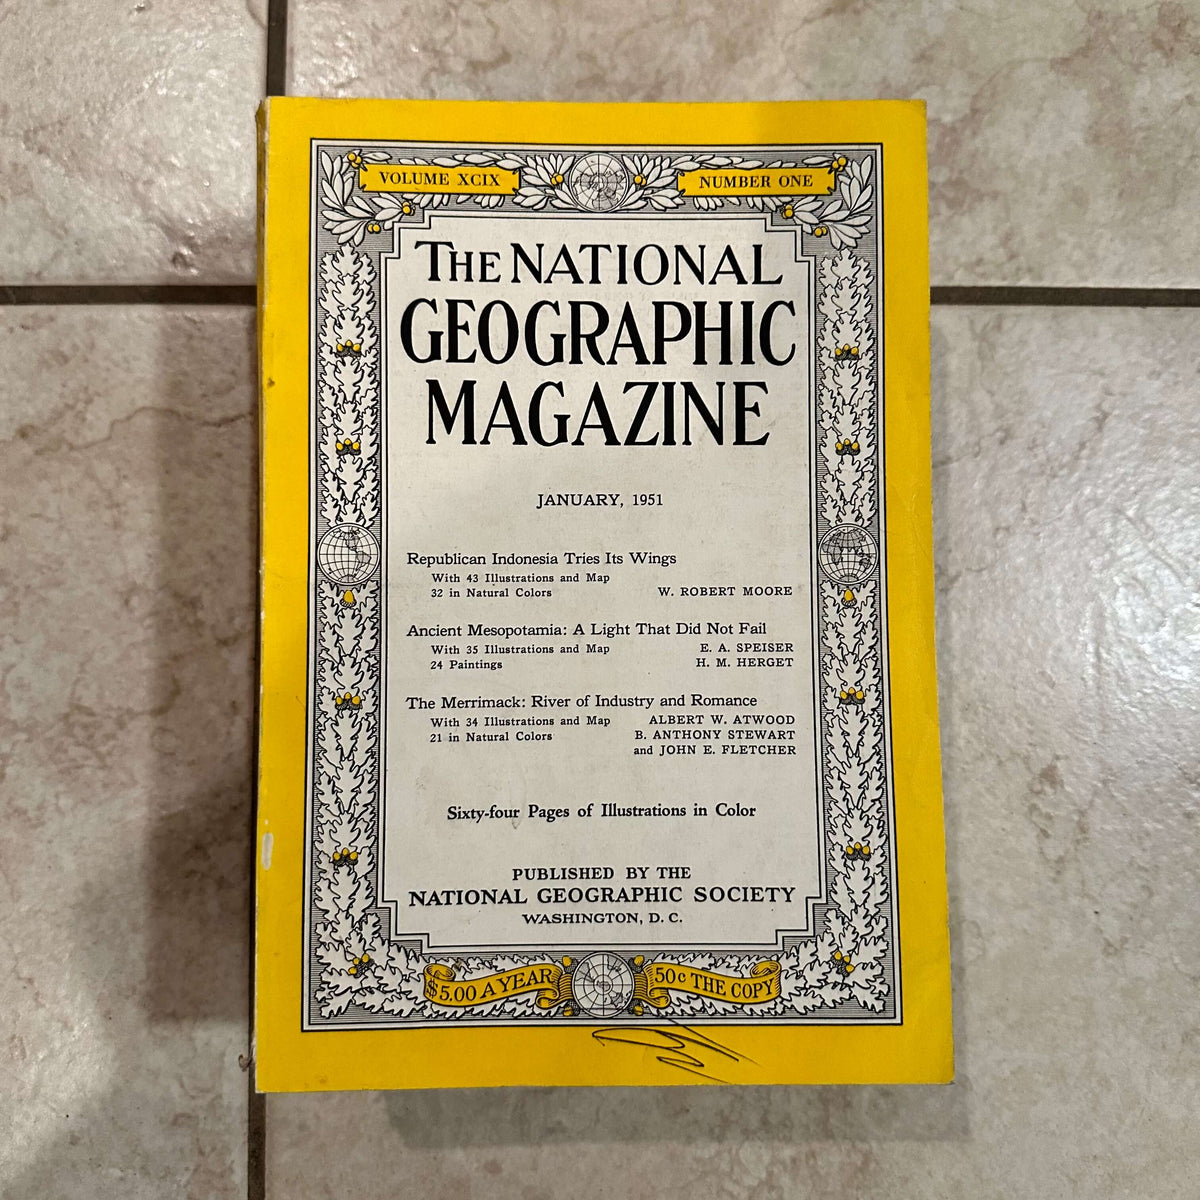 VOLUME XCIX
NUMBER ONE
THE NATIONAL
GEOGRAPHIC
MAGAZINE
JANUARY, 1951
Republican Indonesia Tries Its Wings
With 43 Illustrations and Map
32 in Natural Colors W. ROBERT MOORE
Ancient Mesopotamia: A Light That Did Not Fail
With 35 Illustrations and Map E. A. SPEISER
24 Paintings H. M. HERGET
The Merrimack: River of Industry and Romance
With 34 Illustrations and Map ALBERT W. ATWOOD
21 in Natural Colors B. ANTHONY STEWART
and JOHN E. FLETCHER
Sixty-four Pages of Illustrations in Color
PUBLISHED BY THE
NATIONAL GEOGRAPHIC SOCIETY
WASHINGTON, D. C.
$5.00 A YEAR
50c THE COPY